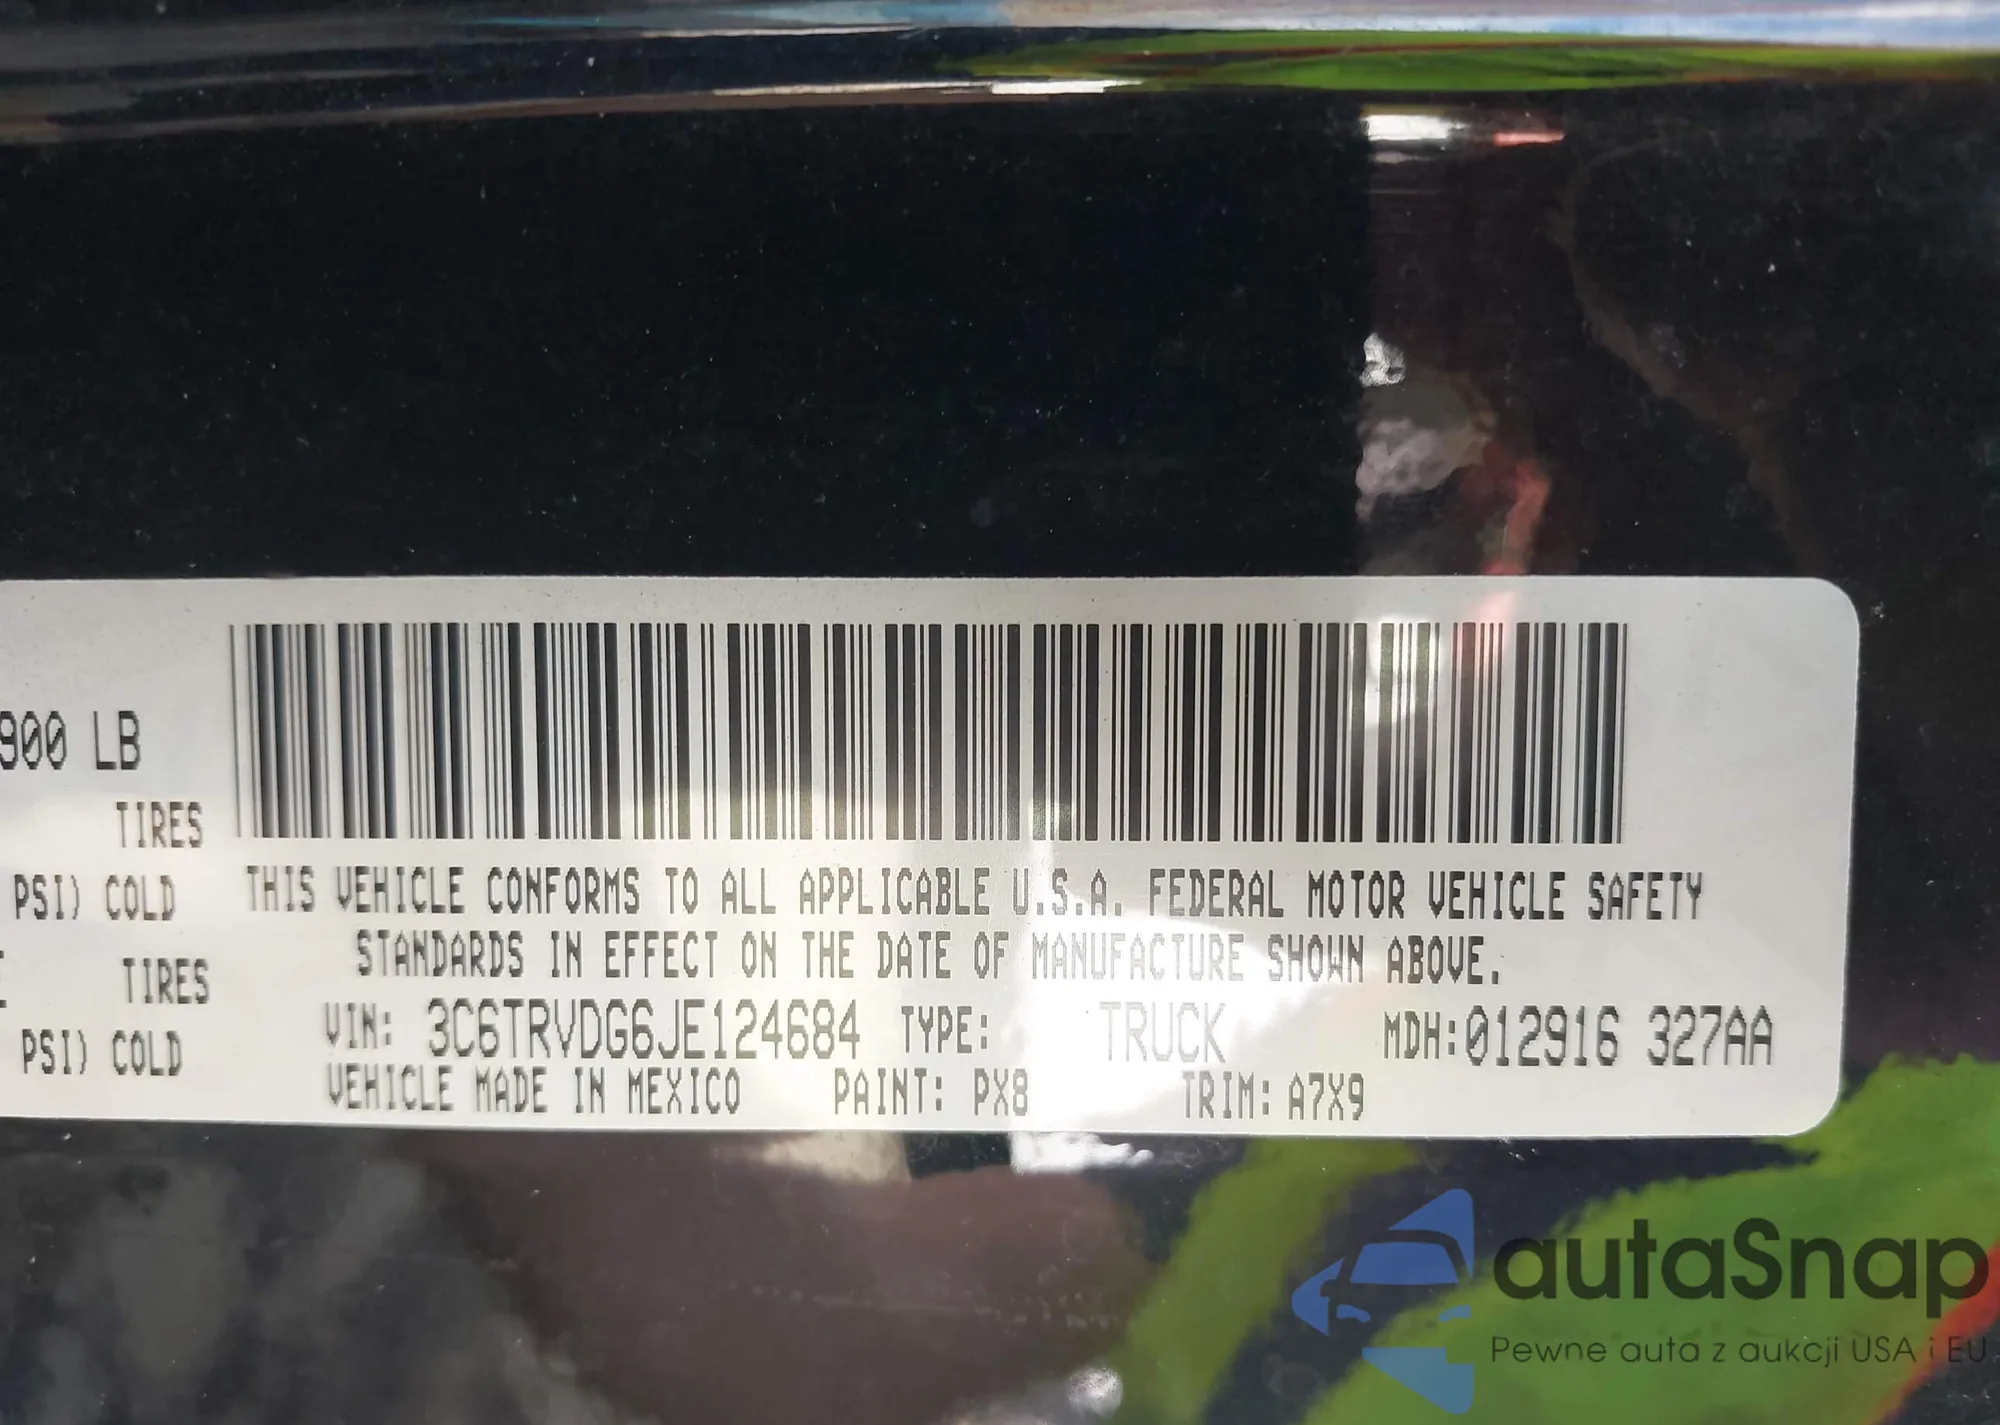 900 LB
TIRES
PSI) COLD
TIRES
PSI) COLD
THIS VEHICLE CONFORMS TO ALL APPLICABLE U.S.A. FEDERAL MOTOR VEHICLE SAFETY
STANDARDS IN EFFECT ON THE DATE OF MANUFACTURE SHOWN ABOVE.
VIN: 3C6TRVDG6JE124684 TYPE: TRUCK MDH:012916 327AA
VEHICLE MADE IN MEXICO PAINT: PX8 TRIM: A7X9
autaSnap
Pewne auta z aukcji USA i EU